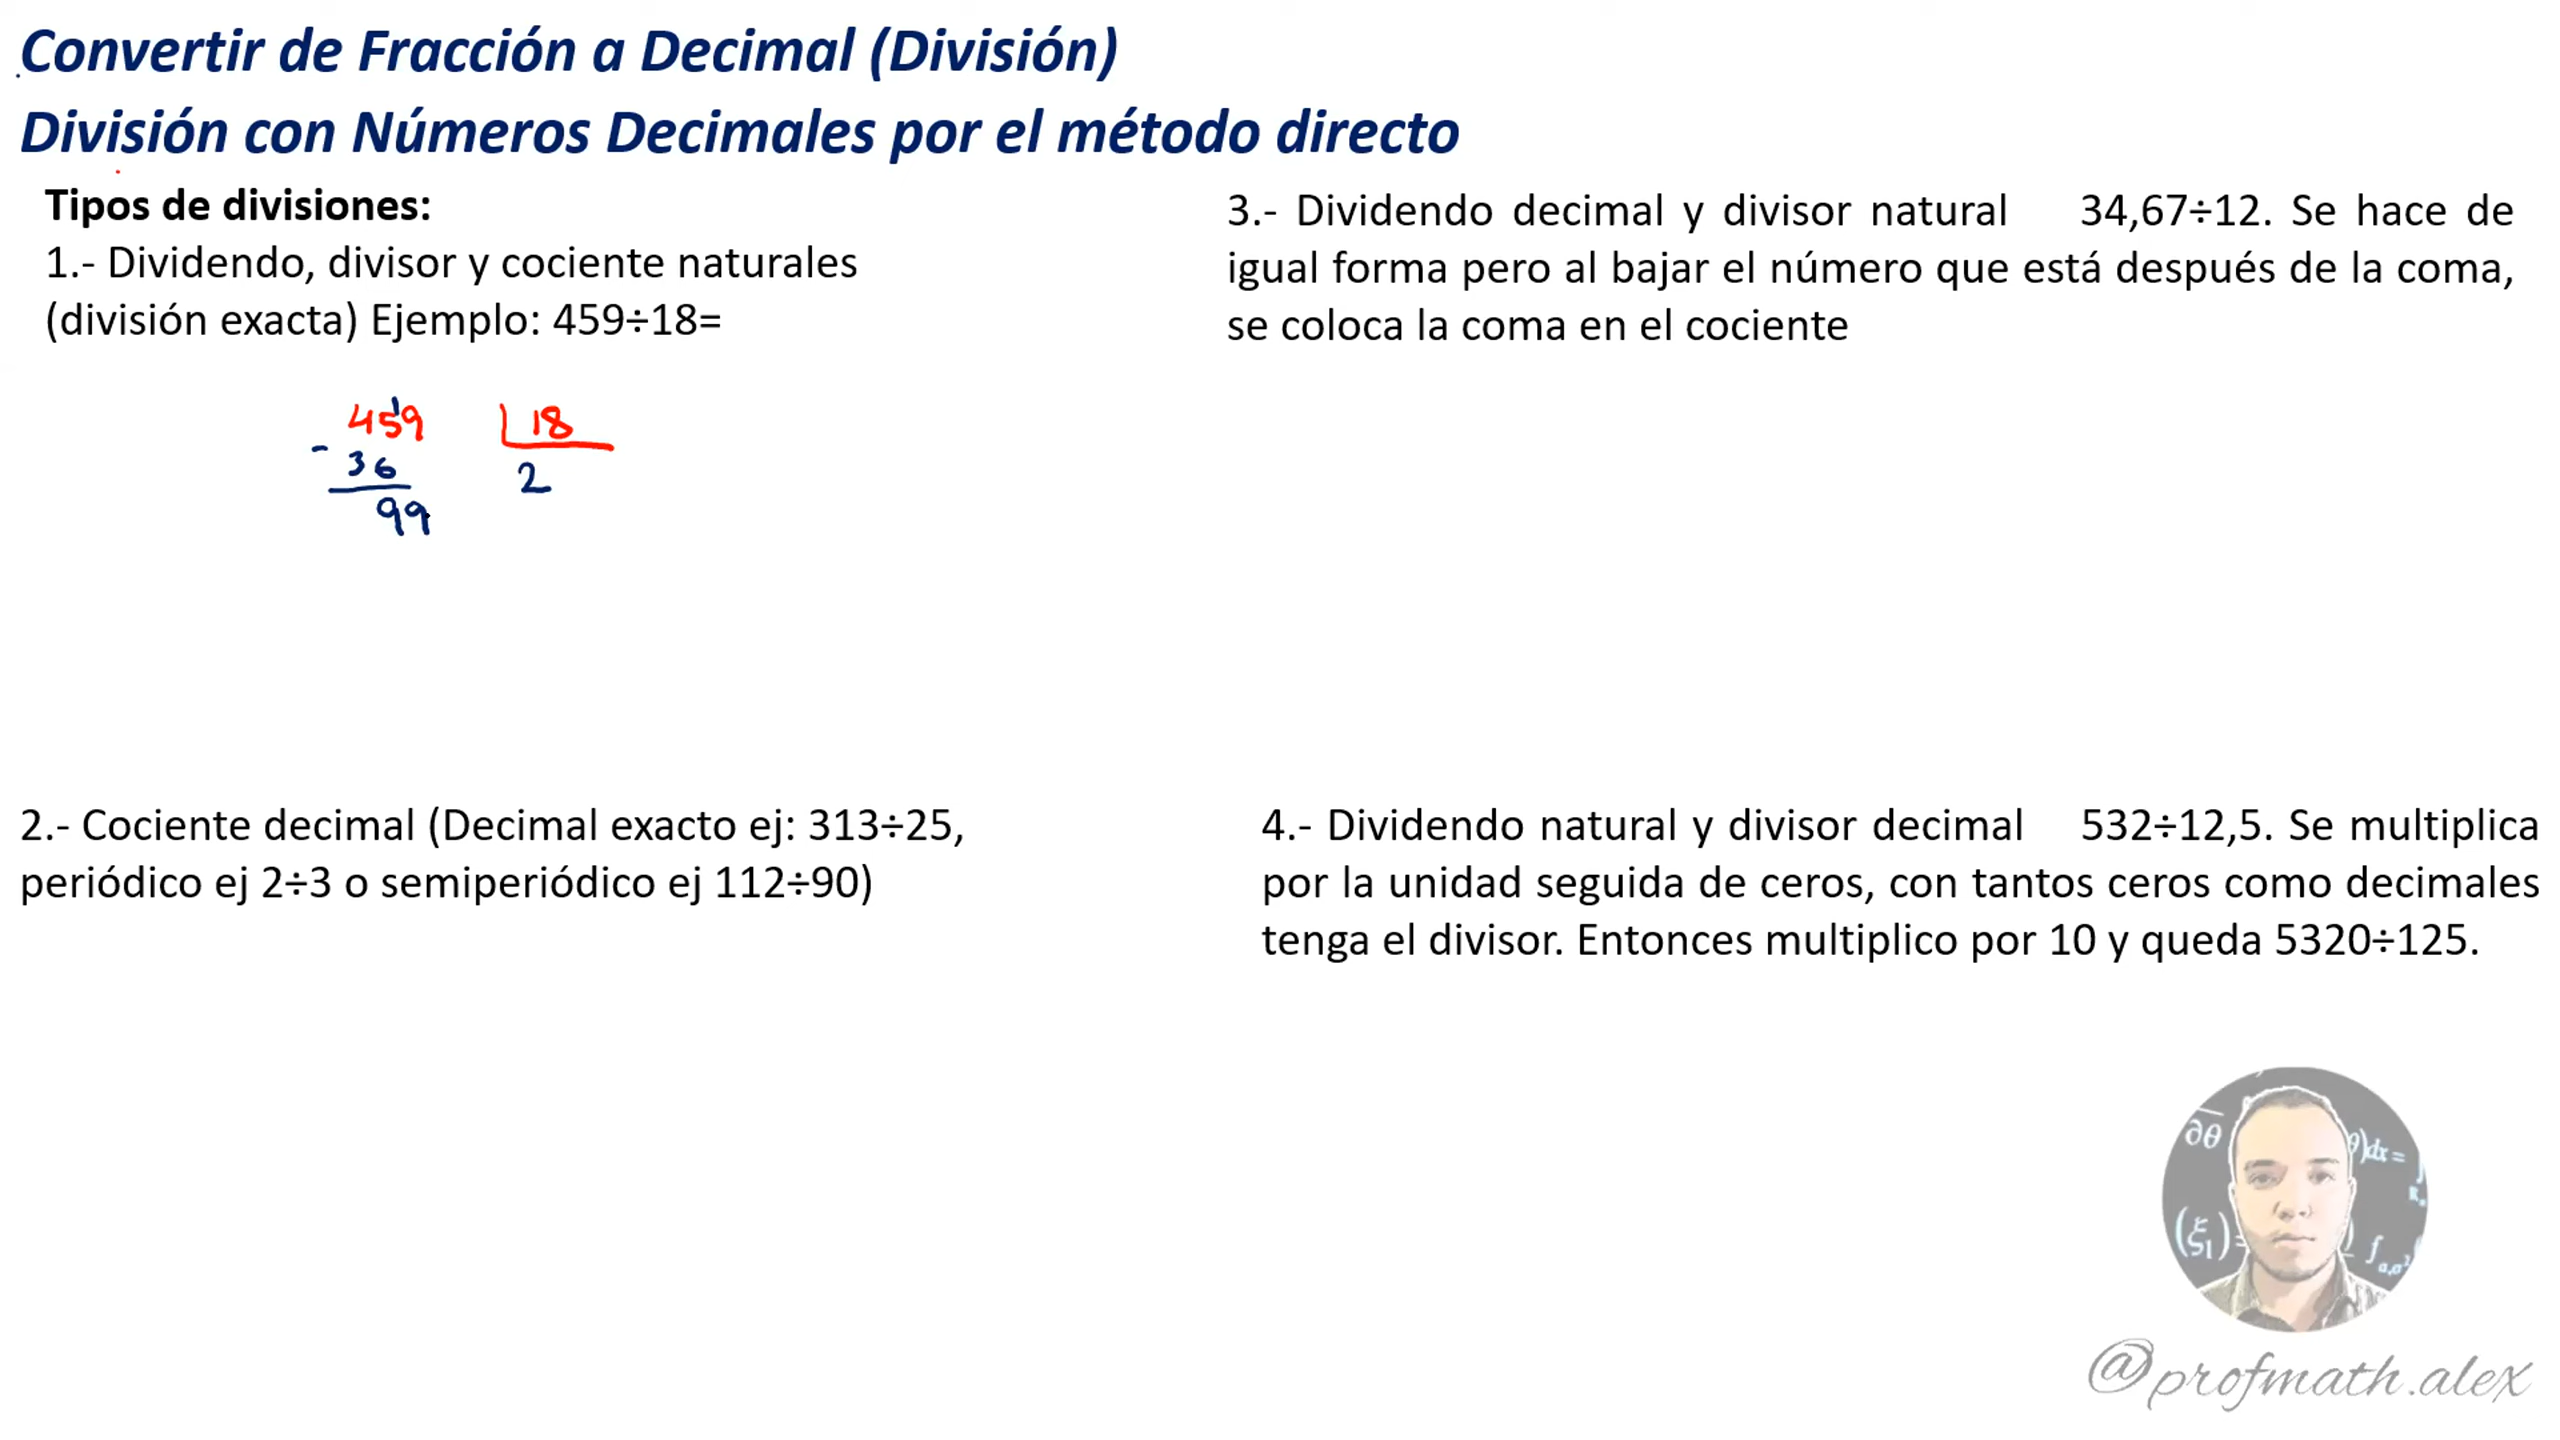 Convertir de Fracción a Decimal (División)
División con Números Decimales por el método directo
Tipos de divisiones:
1.- Dividendo, divisor y cociente naturales
(división exacta) Ejemplo: 459÷18=
459 18
- 36 2
99
2.- Cociente decimal (Decimal exacto ej: 313÷25,
periódico ej 2÷3 o semiperiódico ej 112÷90)
3.- Dividendo decimal y divisor natural 34,67÷12. Se hace de
igual forma pero al bajar el número que está después de la coma,
se coloca la coma en el cociente
4.- Dividendo natural y divisor decimal 532÷12,5. Se multiplica
por la unidad seguida de ceros, con tantos ceros como decimales
tenga el divisor. Entonces multiplico por 10 y queda 5320÷125.
∂θ
)dx =
(ξ1)
@profmath.alex